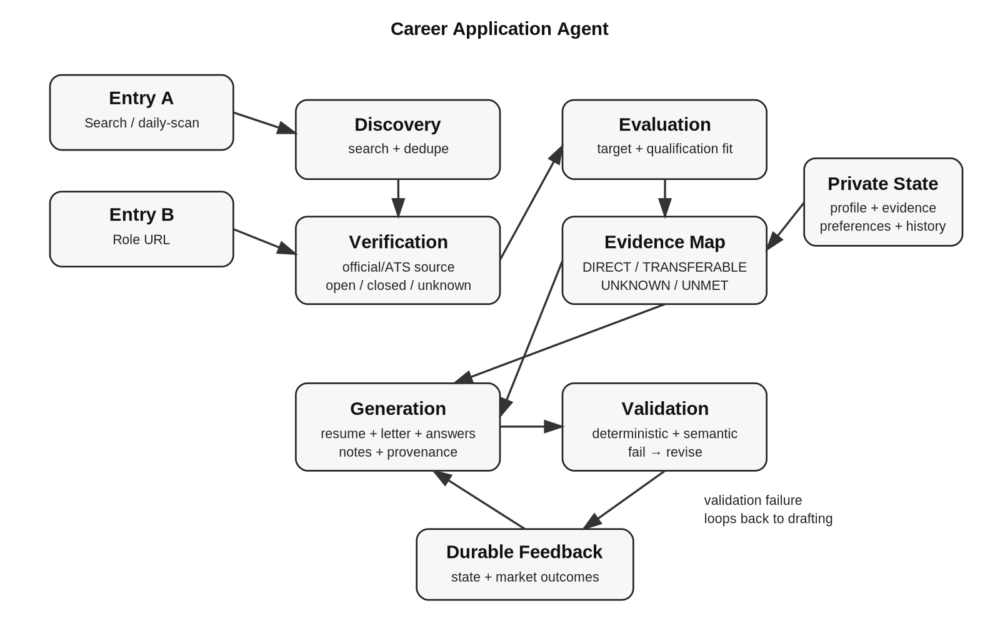 Career Application Agent
Entry A
Search / daily-scan
Entry B
Role URL
Discovery
search + dedupe
Verification
official/ATS source
open / closed / unknown
Evaluation
target + qualification fit
Evidence Map
DIRECT / TRANSFERABLE
UNKNOWN / UNMET
Private State
profile + evidence
preferences + history
Generation
resume + letter + answers
notes + provenance
Validation
deterministic + semantic
fail → revise
validation failure
loops back to drafting
Durable Feedback
state + market outcomes